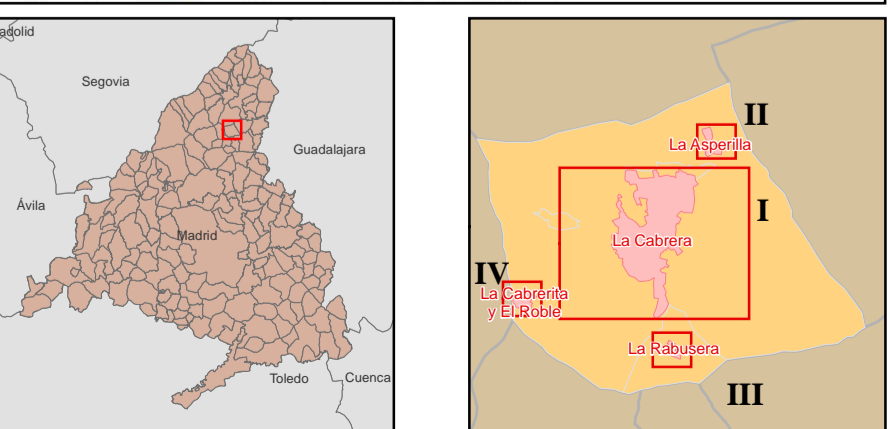 adolid
Segovia
Guadalajara
Ávila
Madrid
Toledo
Cuenca
II
La Asperilla
I
La Cabrera
IV
La Cabrerita
y El Roble
La Rabusera
III